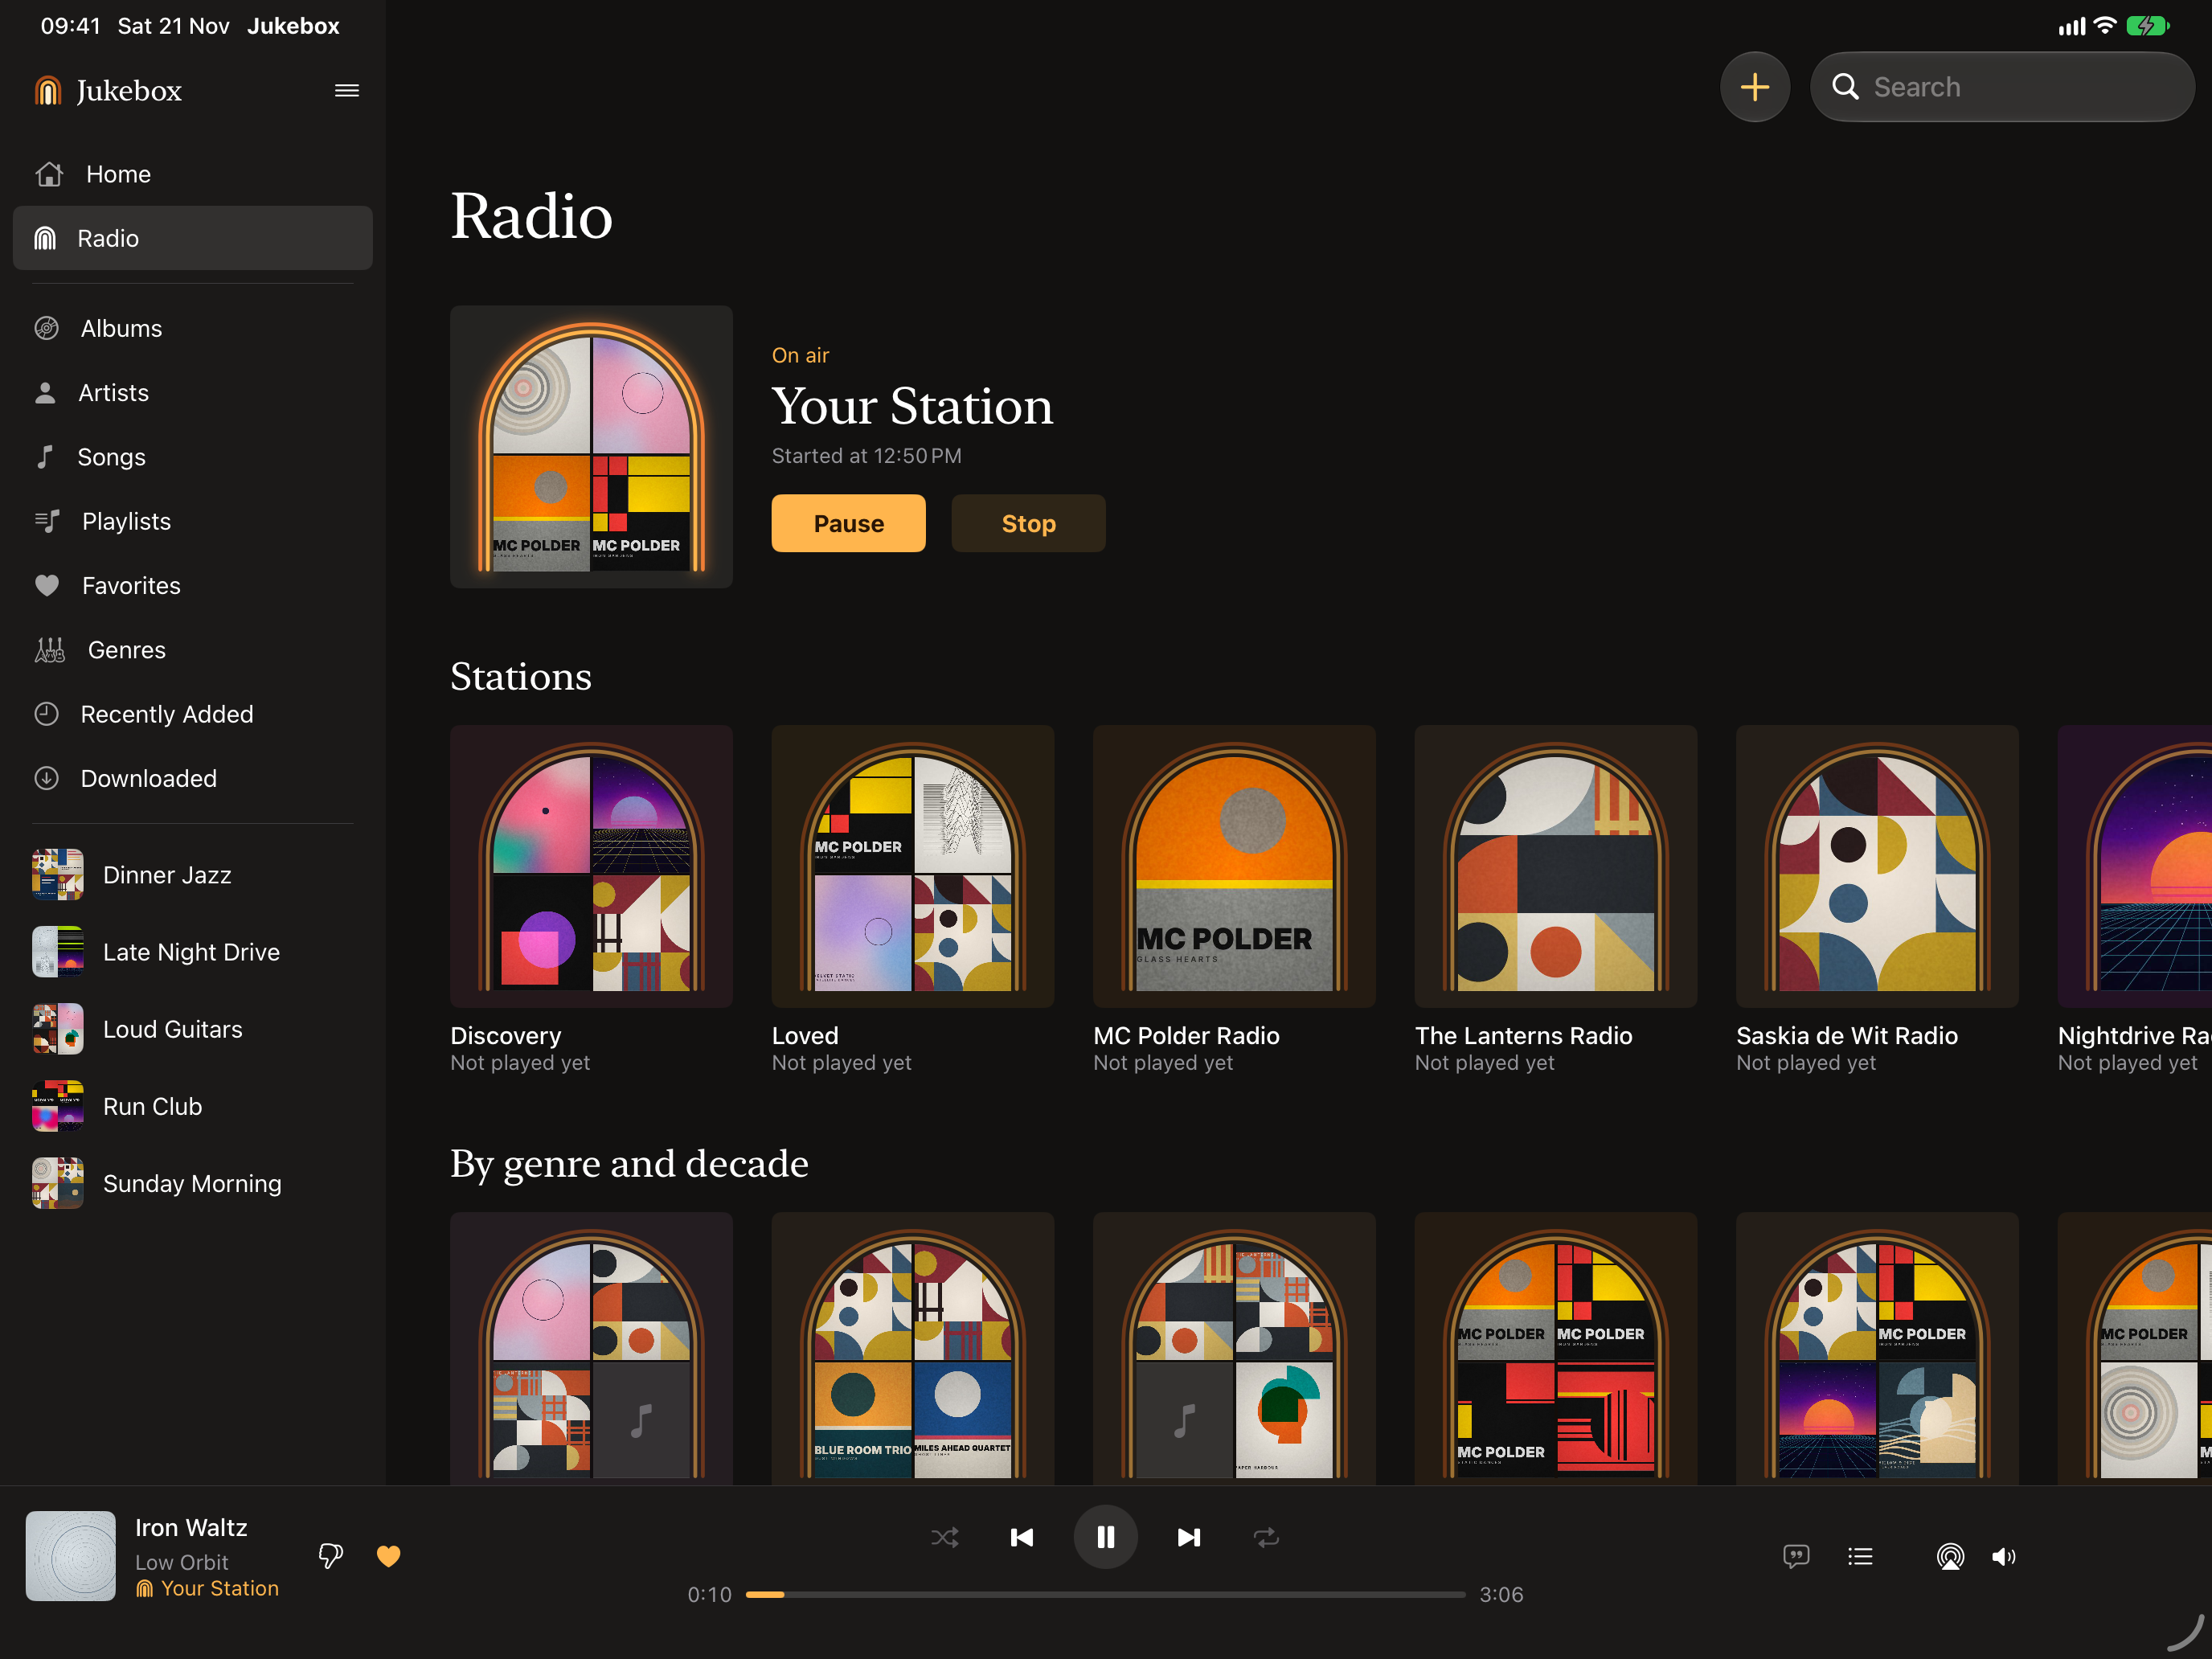 09:41 Sat 21 Nov Jukebox
Jukebox
Search
Home
Radio
Albums
Artists
Songs
Playlists
Favorites
Genres
Recently Added
Downloaded
Dinner Jazz
Late Night Drive
Loud Guitars
Run Club
Sunday Morning
Radio
MC POLDER
MC POLDER
On air
Your Station
Started at 12:50 PM
Pause
Stop
Stations
MC POLDER
MC POLDER
GLASS HEARTS
Discovery
Not played yet
Loved
Not played yet
MC Polder Radio
Not played yet
The Lanterns Radio
Not played yet
Saskia de Wit Radio
Not played yet
Nightdrive Ra
Not played yet
By genre and decade
BLUE ROOM TRIO
MILES AHEAD QUARTET
MC POLDER
MC POLDER
MC POLDER
MC POLDER
MC POLDER
Iron Waltz
Low Orbit
Your Station
0:10
3:06